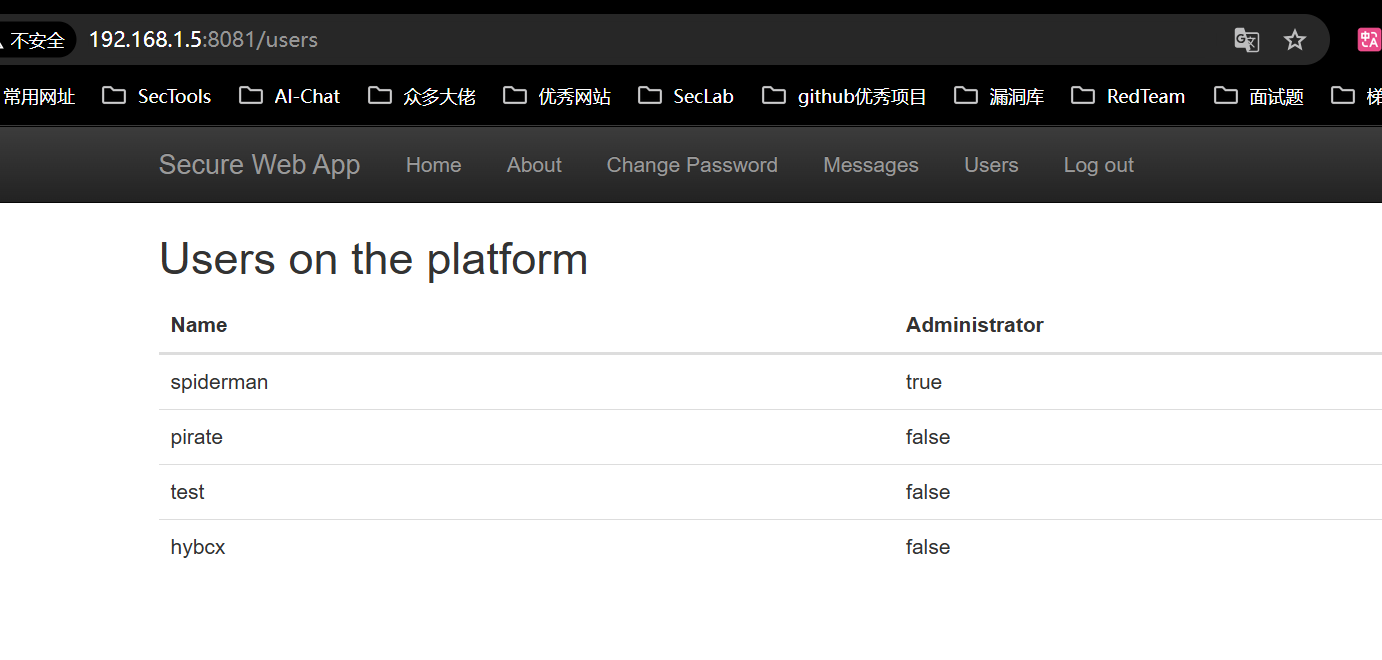 不安全 192.168.1.5:8081/users
常用网址 SecTools AI-Chat 众多大佬 优秀网站 SecLab github优秀项目 漏洞库 RedTeam 面试题 梯
Secure Web App Home About Change Password Messages Users Log out
Users on the platform
Name Administrator
spiderman true
pirate false
test false
hybcx false